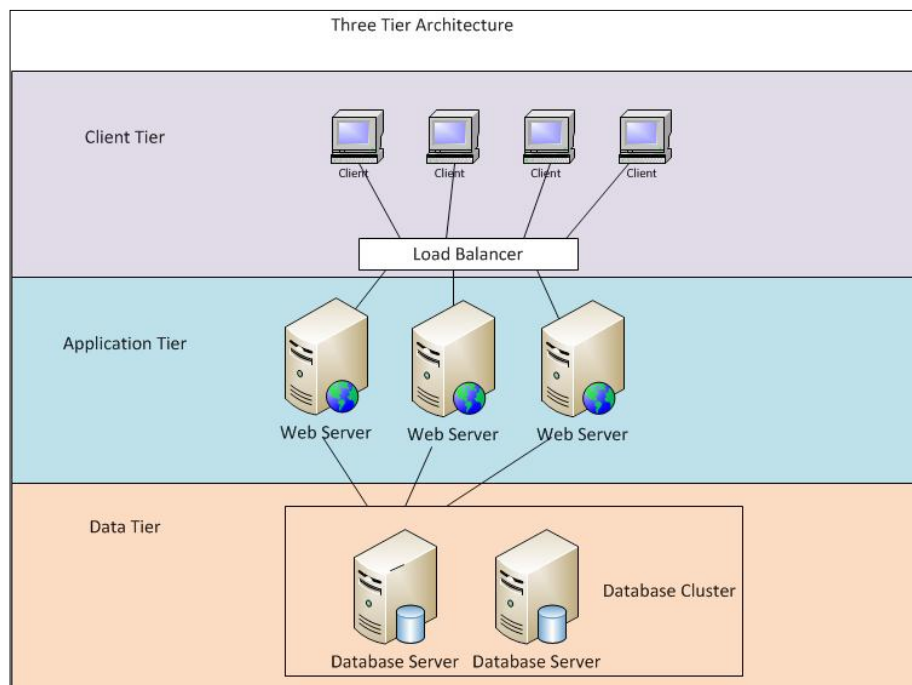 Three Tier Architecture
Client Tier
Client
Client
Client
Client
Load Balancer
Application Tier
Web Server
Web Server
Web Server
Data Tier
Database Cluster
Database Server
Database Server